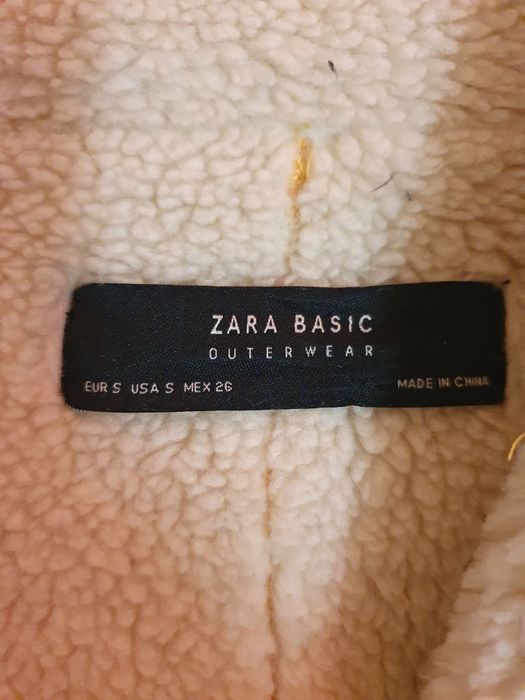 ZARA BASIC
OUTERWEAR
EUR S USA S MEX 26 MADE IN CHINA